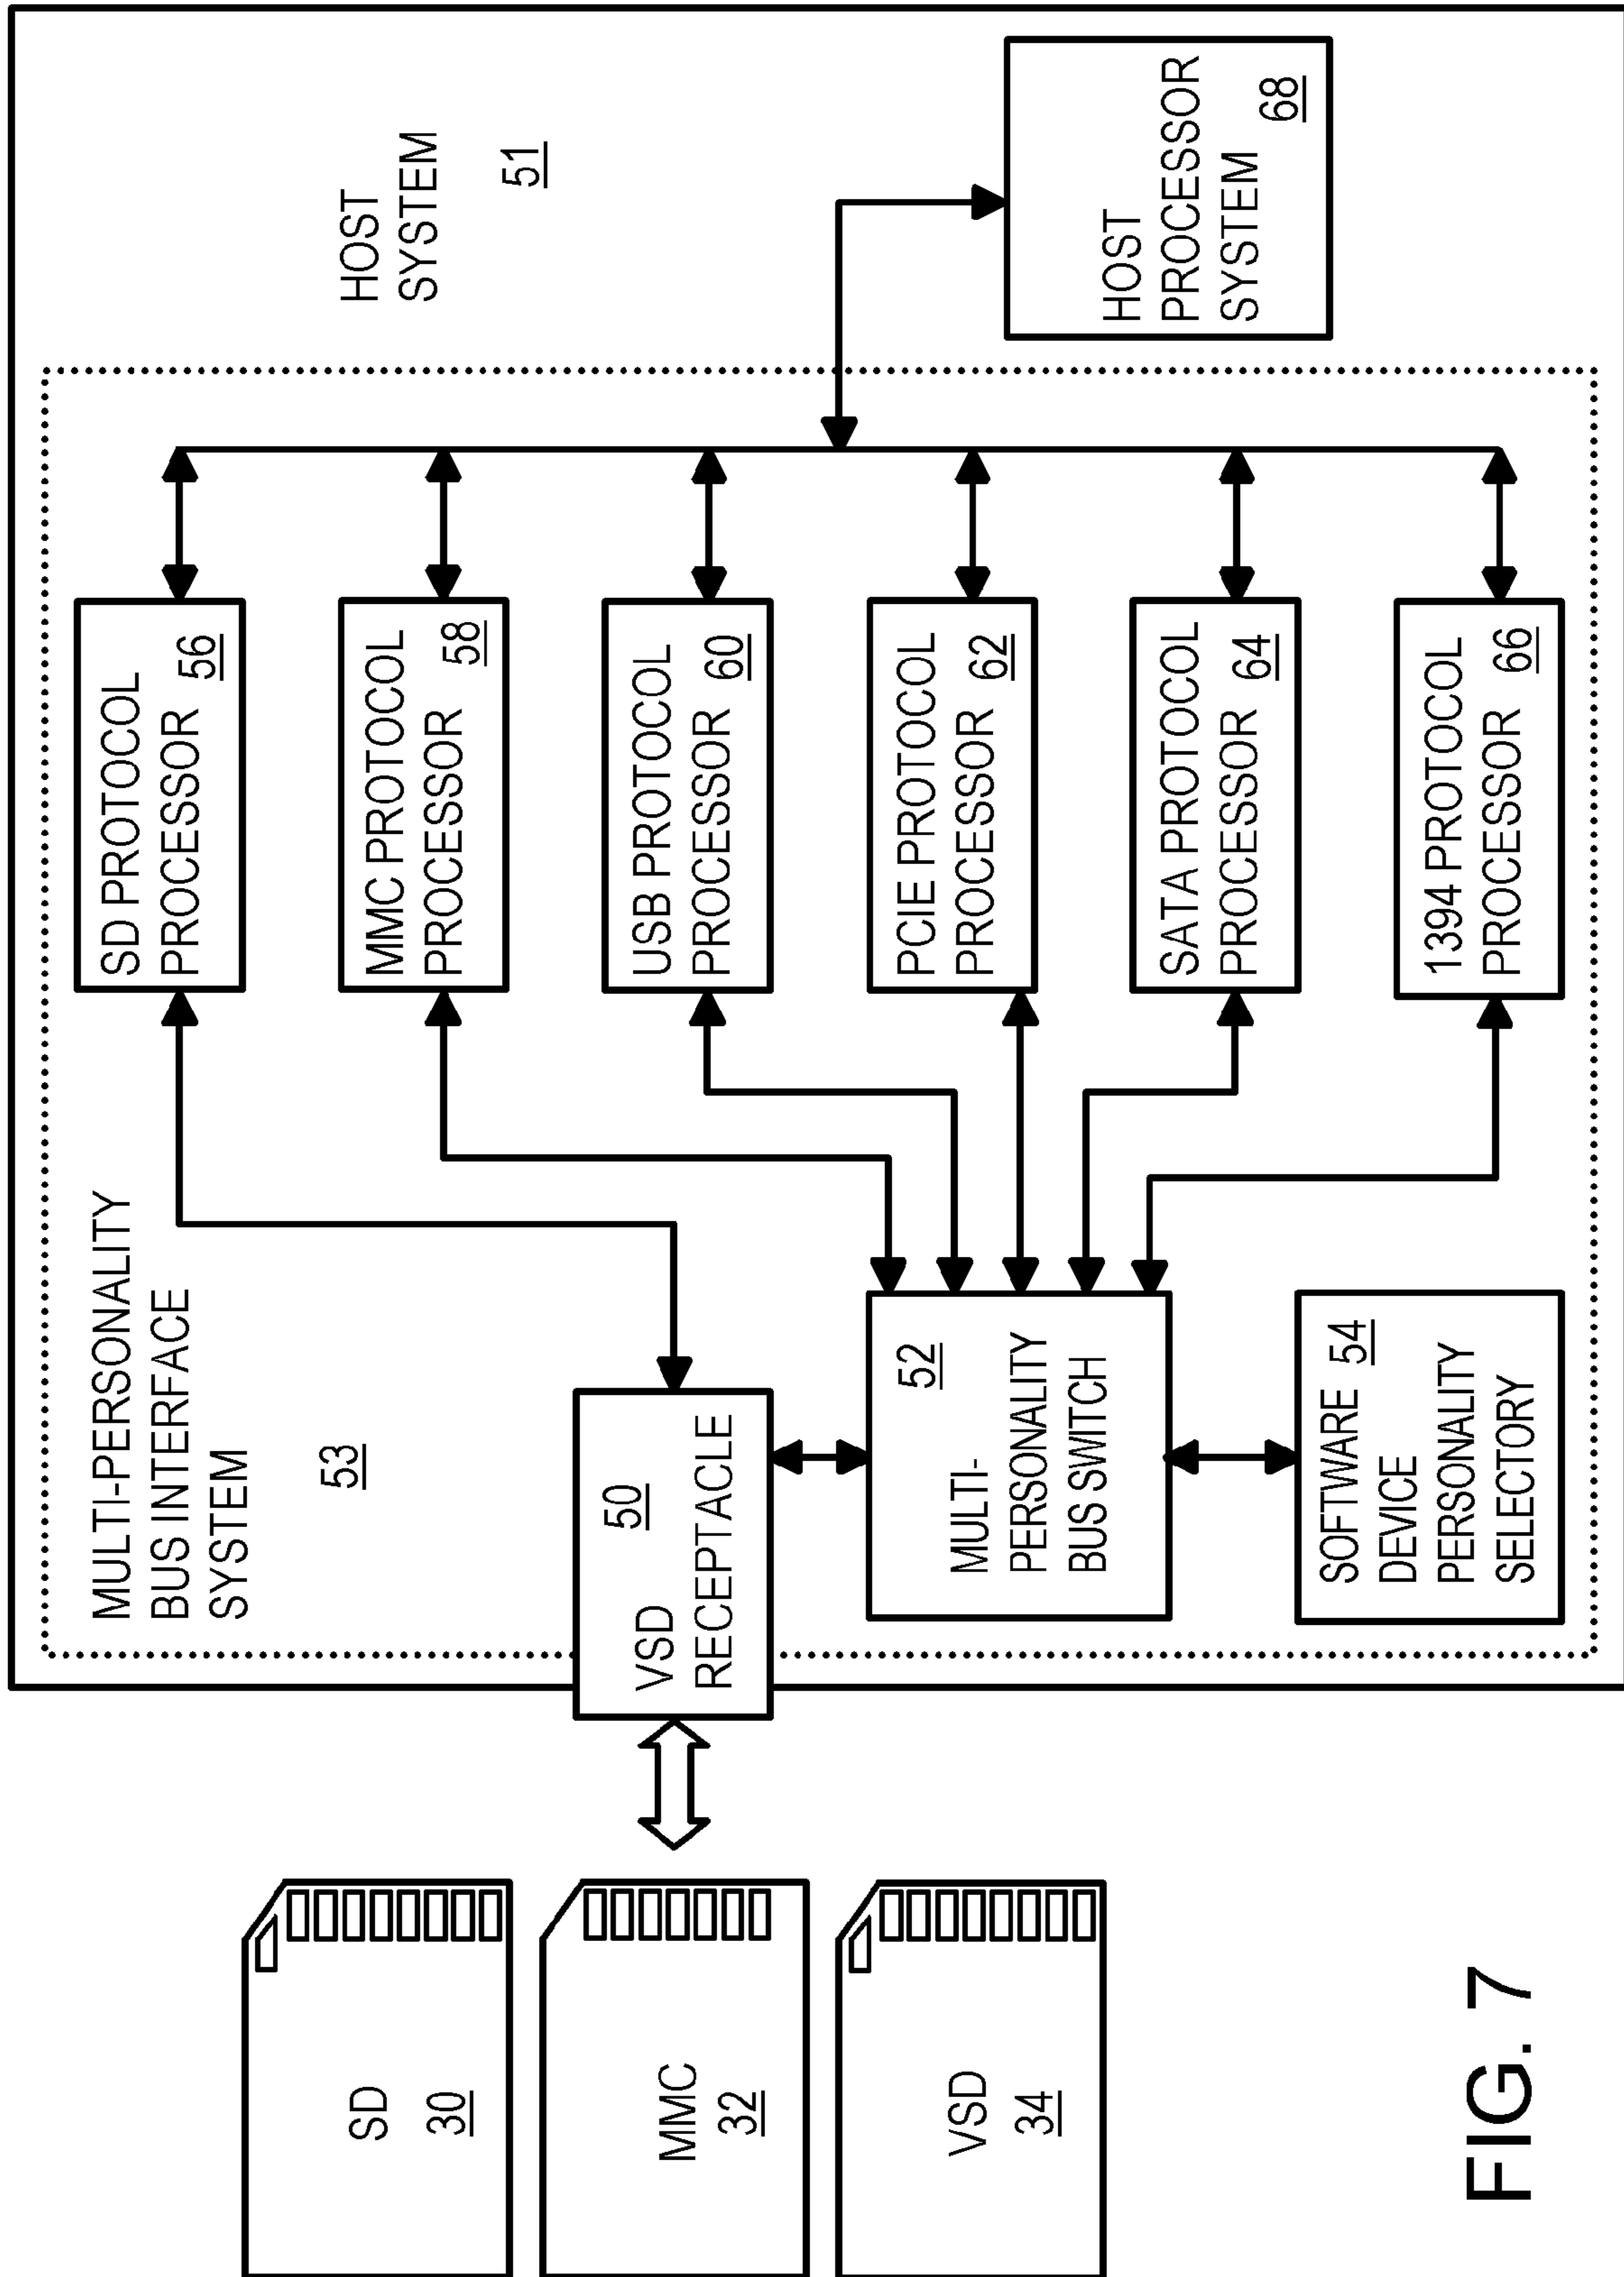 SD
30
MMC
32
VSD
34
MULTI-PERSONALITY
BUS INTERFACE
SYSTEM
53
50
VSD
RECEPTACLE
52
MULTI-
PERSONALITY
BUS SWITCH
SOFTWARE 54
DEVICE
PERSONALITY
SELECTORY
SD PROTOCOL
PROCESSOR 56
MMC PROTOCOL
PROCESSOR 58
USB PROTOCOL
PROCESSOR 60
PCIE PROTOCOL
PROCESSOR 62
SATA PROTOCOL
PROCESSOR 64
1394 PROTOCOL
PROCESSOR 66
HOST
SYSTEM
51
HOST
PROCESSOR
SYSTEM
68
FIG. 7